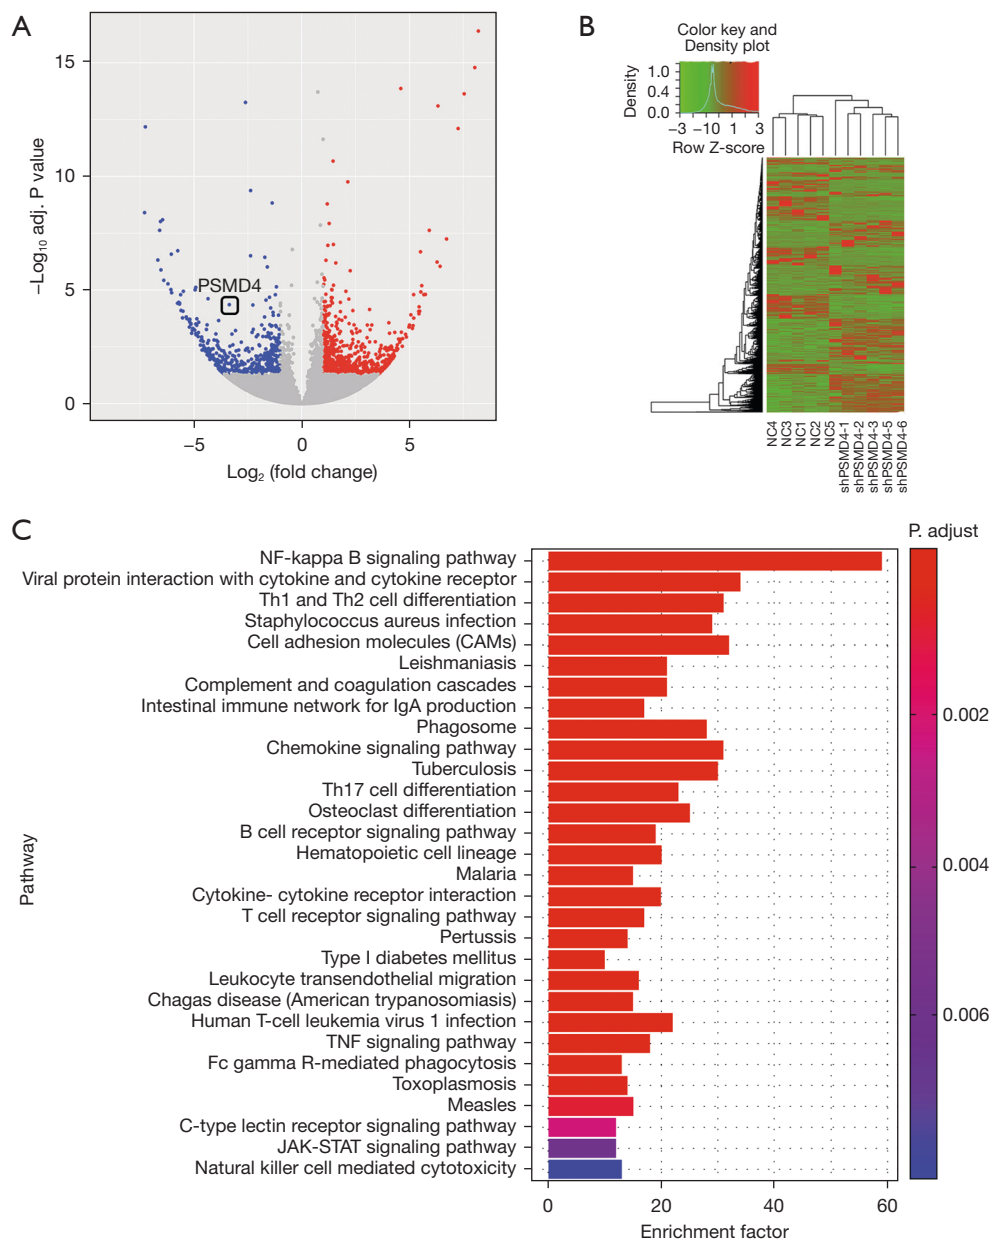 A
15
10
5
0
−Log10 adj. P value
PSMD4
−5
0
5
Log2 (fold change)
B
Color key and
Density plot
Density
1.0
0.4
0.0
−3
−1
0
1
3
Row Z-score
NC4
NC3
NC1
NC2
NC5
shPSMD4-1
shPSMD4-2
shPSMD4-3
shPSMD4-5
shPSMD4-6
C
P. adjust
Pathway
NF-kappa B signaling pathway
Viral protein interaction with cytokine and cytokine receptor
Th1 and Th2 cell differentiation
Staphylococcus aureus infection
Cell adhesion molecules (CAMs)
Leishmaniasis
Complement and coagulation cascades
Intestinal immune network for IgA production
Phagosome
Chemokine signaling pathway
Tuberculosis
Th17 cell differentiation
Osteoclast differentiation
B cell receptor signaling pathway
Hematopoietic cell lineage
Malaria
Cytokine- cytokine receptor interaction
T cell receptor signaling pathway
Pertussis
Type I diabetes mellitus
Leukocyte transendothelial migration
Chagas disease (American trypanosomiasis)
Human T-cell leukemia virus 1 infection
TNF signaling pathway
Fc gamma R-mediated phagocytosis
Toxoplasmosis
Measles
C-type lectin receptor signaling pathway
JAK-STAT signaling pathway
Natural killer cell mediated cytotoxicity
0.002
0.004
0.006
0
20
40
60
Enrichment factor